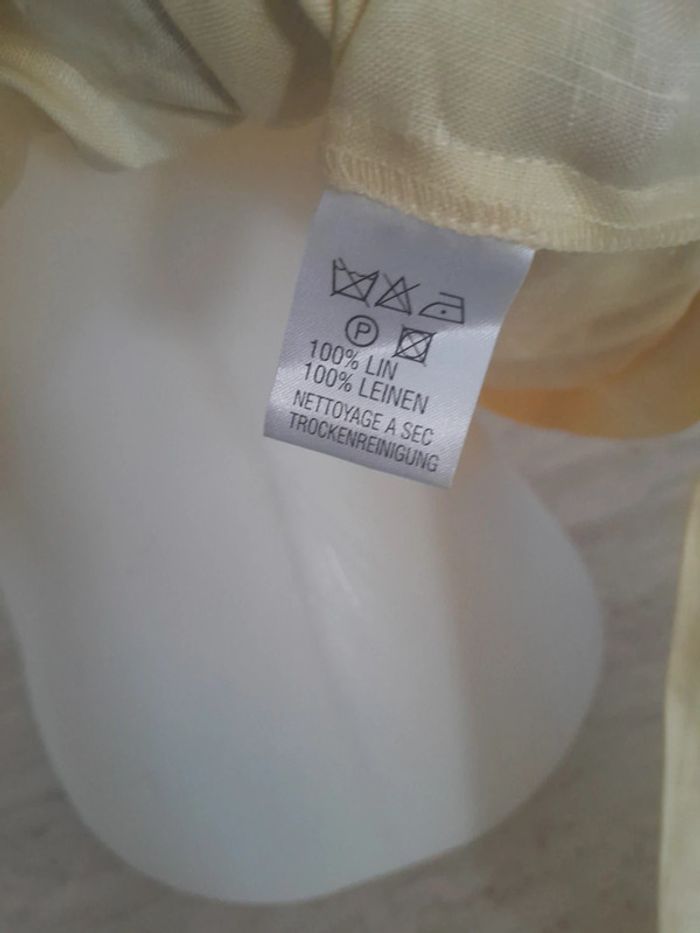 P
100% LIN
100% LEINEN
NETTOYAGE A SEC
TROCKENREINIGUNG